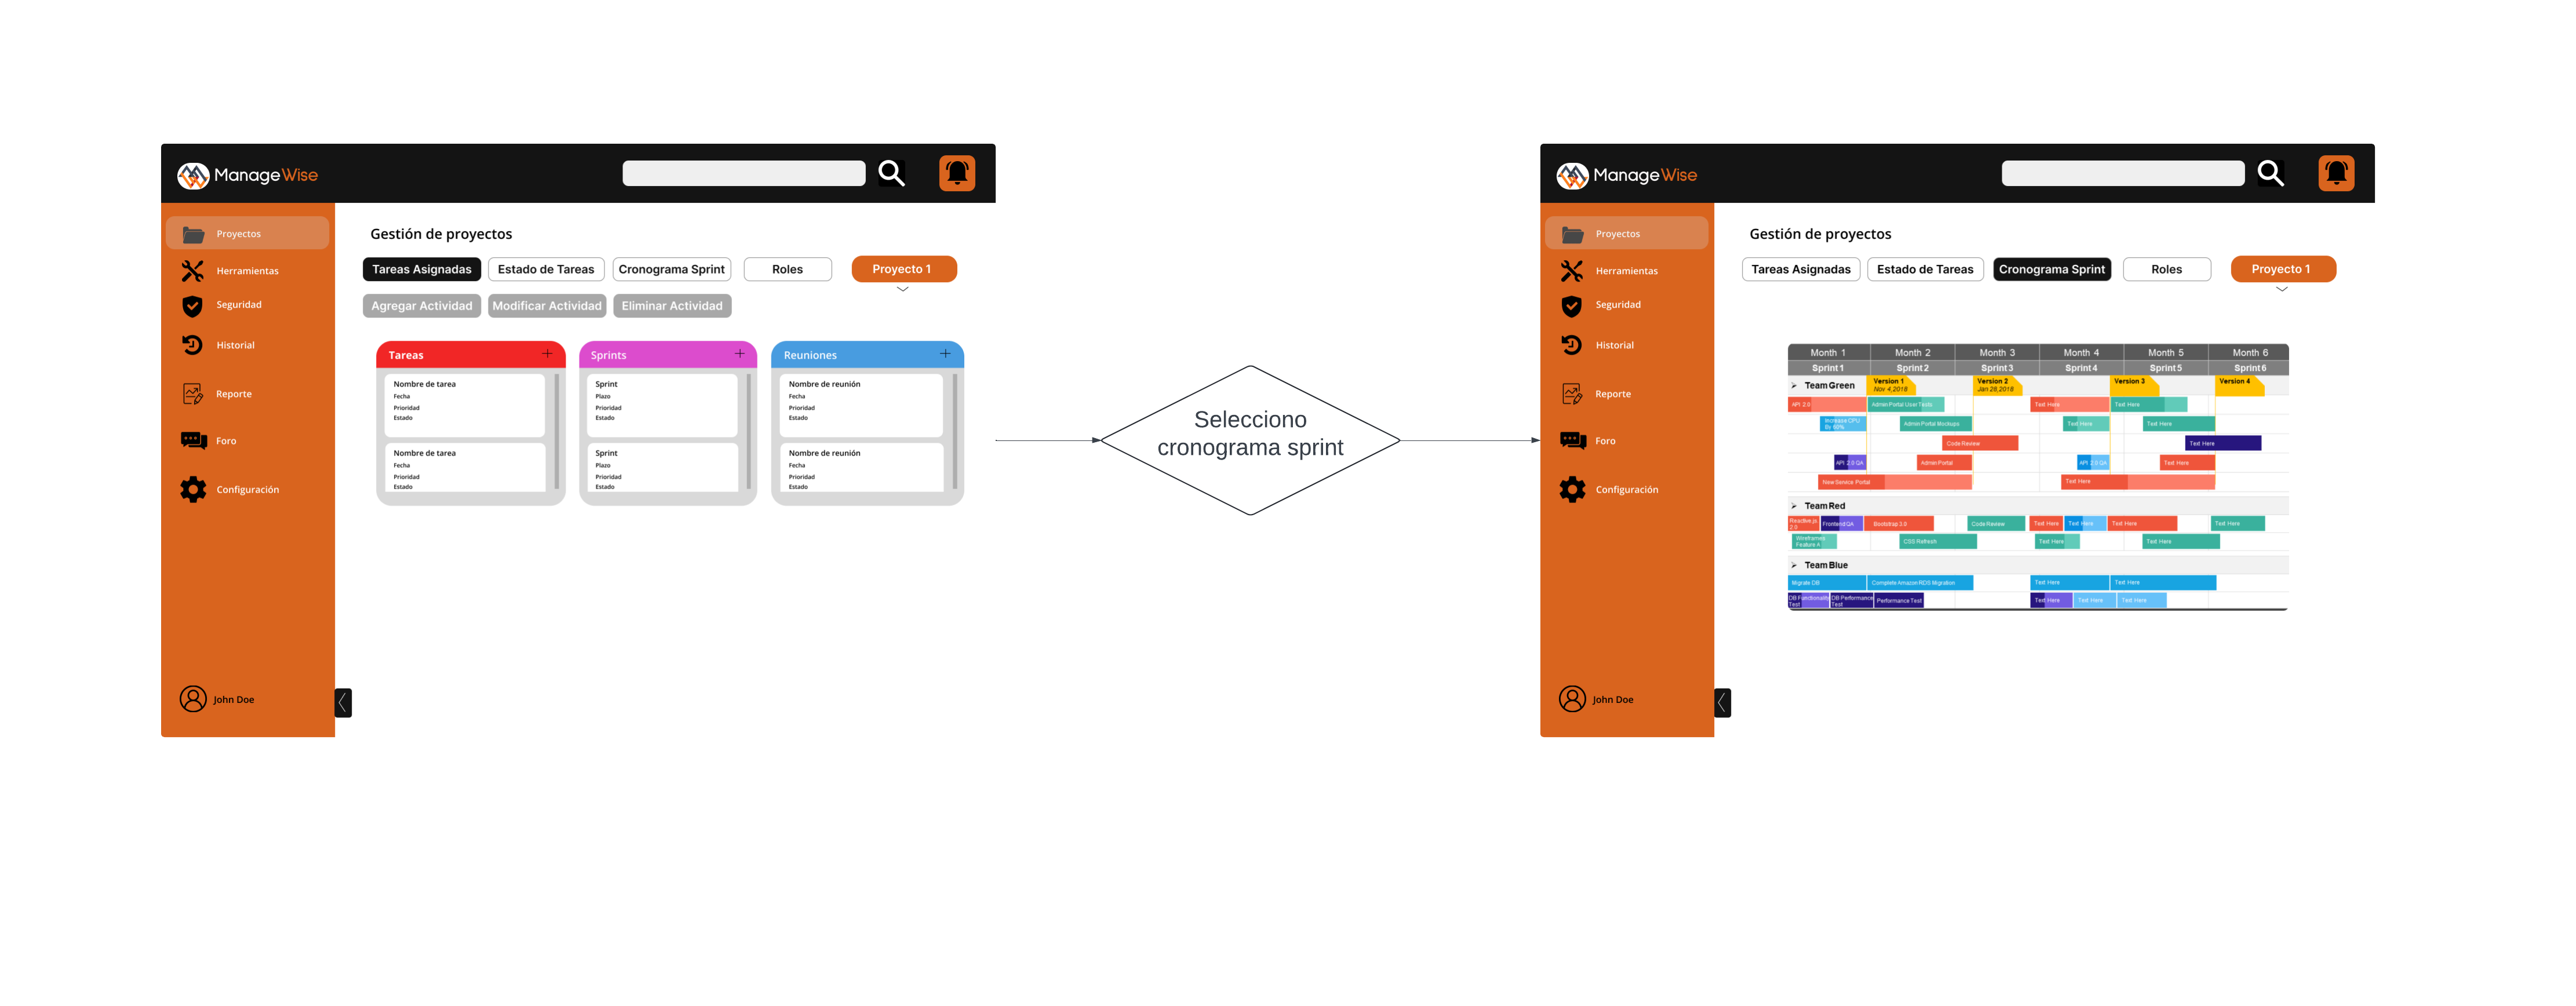 ManageWise
Proyectos
Herramientas
Seguridad
Historial
Reporte
Foro
Configuración
John Doe
Gestión de proyectos
Tareas Asignadas
Estado de Tareas
Cronograma Sprint
Roles
Proyecto 1
Agregar Actividad
Modificar Actividad
Eliminar Actividad
Tareas
Nombre de tarea
Fecha
Prioridad
Estado
Nombre de tarea
Fecha
Prioridad
Estado
Sprints
Sprint
Plazo
Prioridad
Estado
Sprint
Plazo
Prioridad
Estado
Reuniones
Nombre de reunión
Fecha
Prioridad
Estado
Nombre de reunión
Fecha
Prioridad
Estado
Selecciono
cronograma sprint
ManageWise
Proyectos
Herramientas
Seguridad
Historial
Reporte
Foro
Configuración
John Doe
Gestión de proyectos
Tareas Asignadas
Estado de Tareas
Cronograma Sprint
Roles
Proyecto 1
Month 1 Month 2 Month 3 Month 4 Month 5 Month 6
Sprint 1 Sprint 2 Sprint 3 Sprint 4 Sprint 5 Sprint 6
Team Green
Version 1
Nov 4, 2018
Version 2
Jan 28, 2018
Version 3
Version 4
API 2.0
Admin Portal User Tests
Text Here
Text Here
Increase CPU
By 60%
Admin Portal Mockups
Text Here
Text Here
Code Review
Text Here
API 2.0 QA
Admin Portal
API 2.0 QA
Text Here
New Service Portal
Text Here
Team Red
Reactive.js
2.0
Frontend QA
Bootstrap 3.0
Code Review
Text Here
Text Here
Text Here
Text Here
Wireframes
Feature A
CSS Refresh
Text Here
Text Here
Team Blue
Migrate DB
Complete Amazon RDS Migration
Text Here
Text Here
DB Functionality
Test
DB Performance
Test
Performance Test
Text Here
Text Here
Text Here